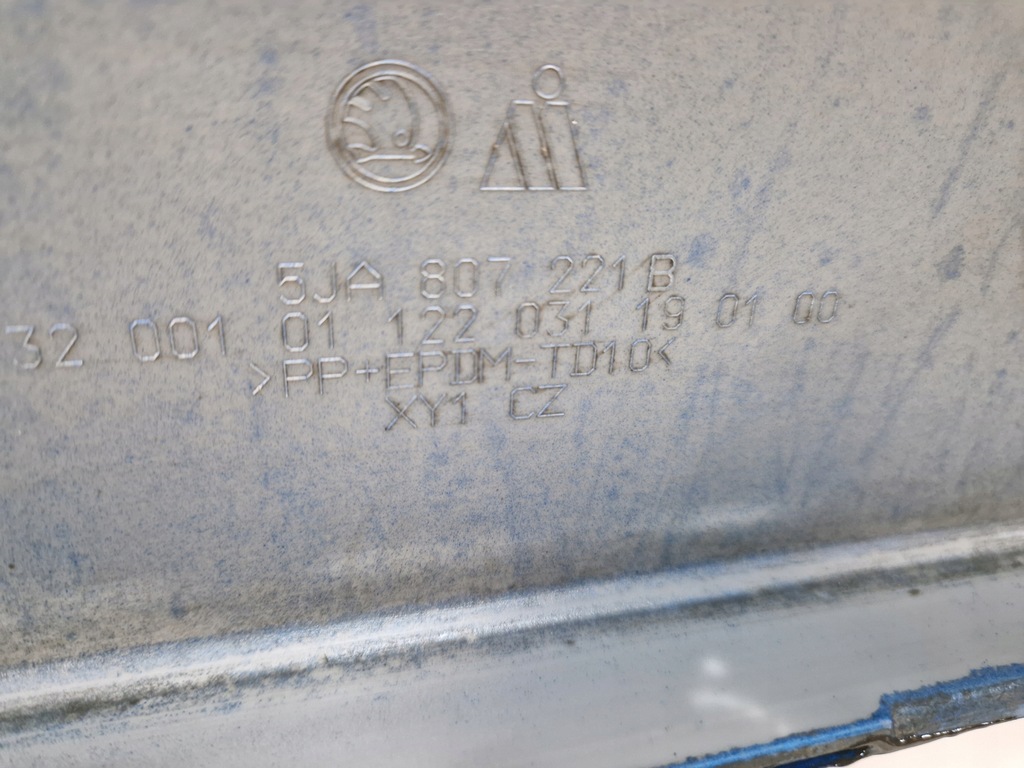 5JA 807 221 B
32 001 01 122 031 19 01 00
>PP+EPDM-TD10<
XY1 CZ